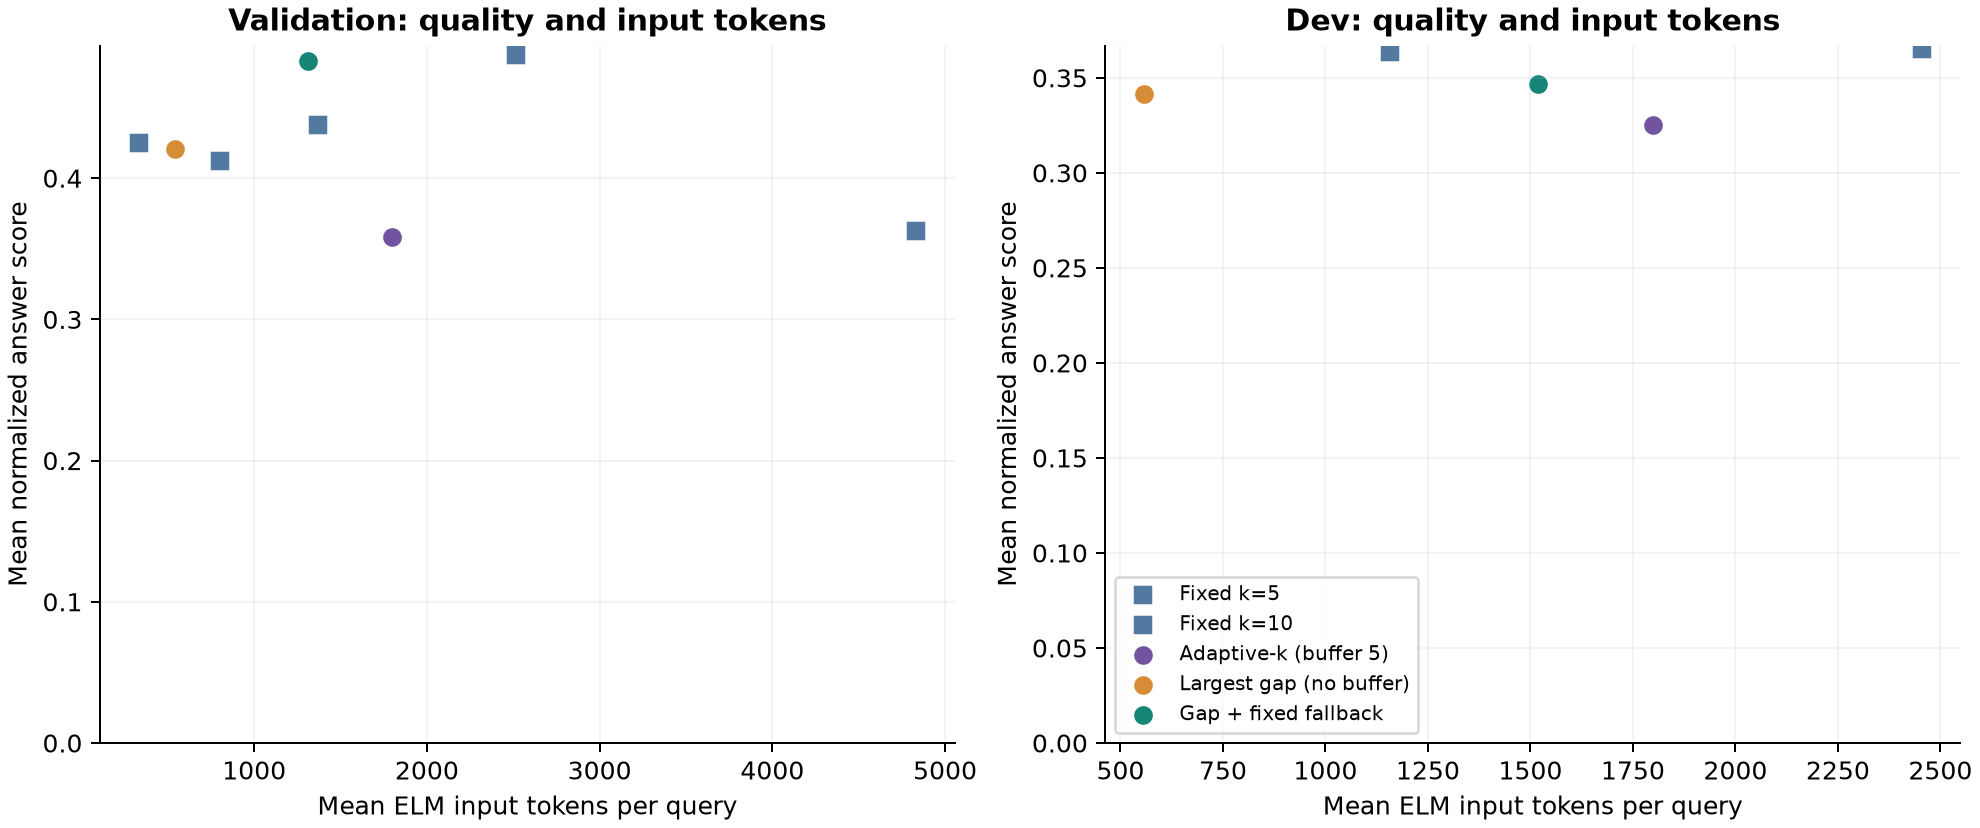 Validation: quality and input tokens
Mean normalized answer score
0.4
0.3
0.2
0.1
0.0
1000 2000 3000 4000 5000
Mean ELM input tokens per query
Dev: quality and input tokens
Mean normalized answer score
0.35
0.30
0.25
0.20
0.15
0.10
0.05
0.00
Fixed k=5
Fixed k=10
Adaptive-k (buffer 5)
Largest gap (no buffer)
Gap + fixed fallback
500 750 1000 1250 1500 1750 2000 2250 2500
Mean ELM input tokens per query